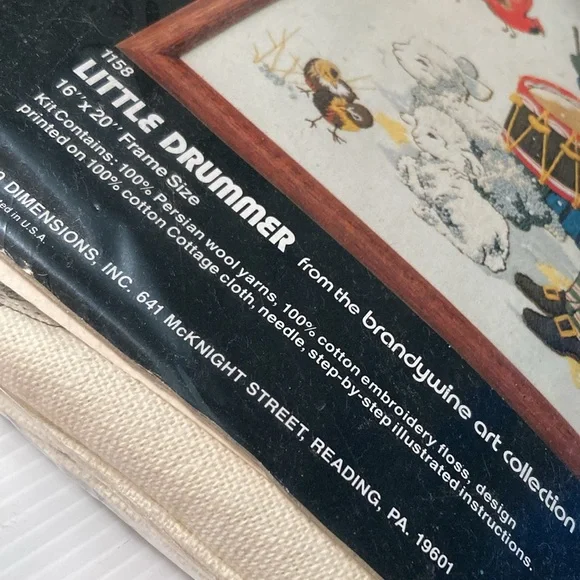 1158
LITTLE DRUMMER from the brandywine art collection
16" x 20" Frame Size
Kit Contains: 100% Persian wool yarns, 100% cotton embroidery floss, design
printed on 100% cotton Cottage cloth, needle, step-by-step illustrated instructions.
DIMENSIONS, INC. 641 McKNIGHT STREET, READING, PA. 19601
in U.S.A.